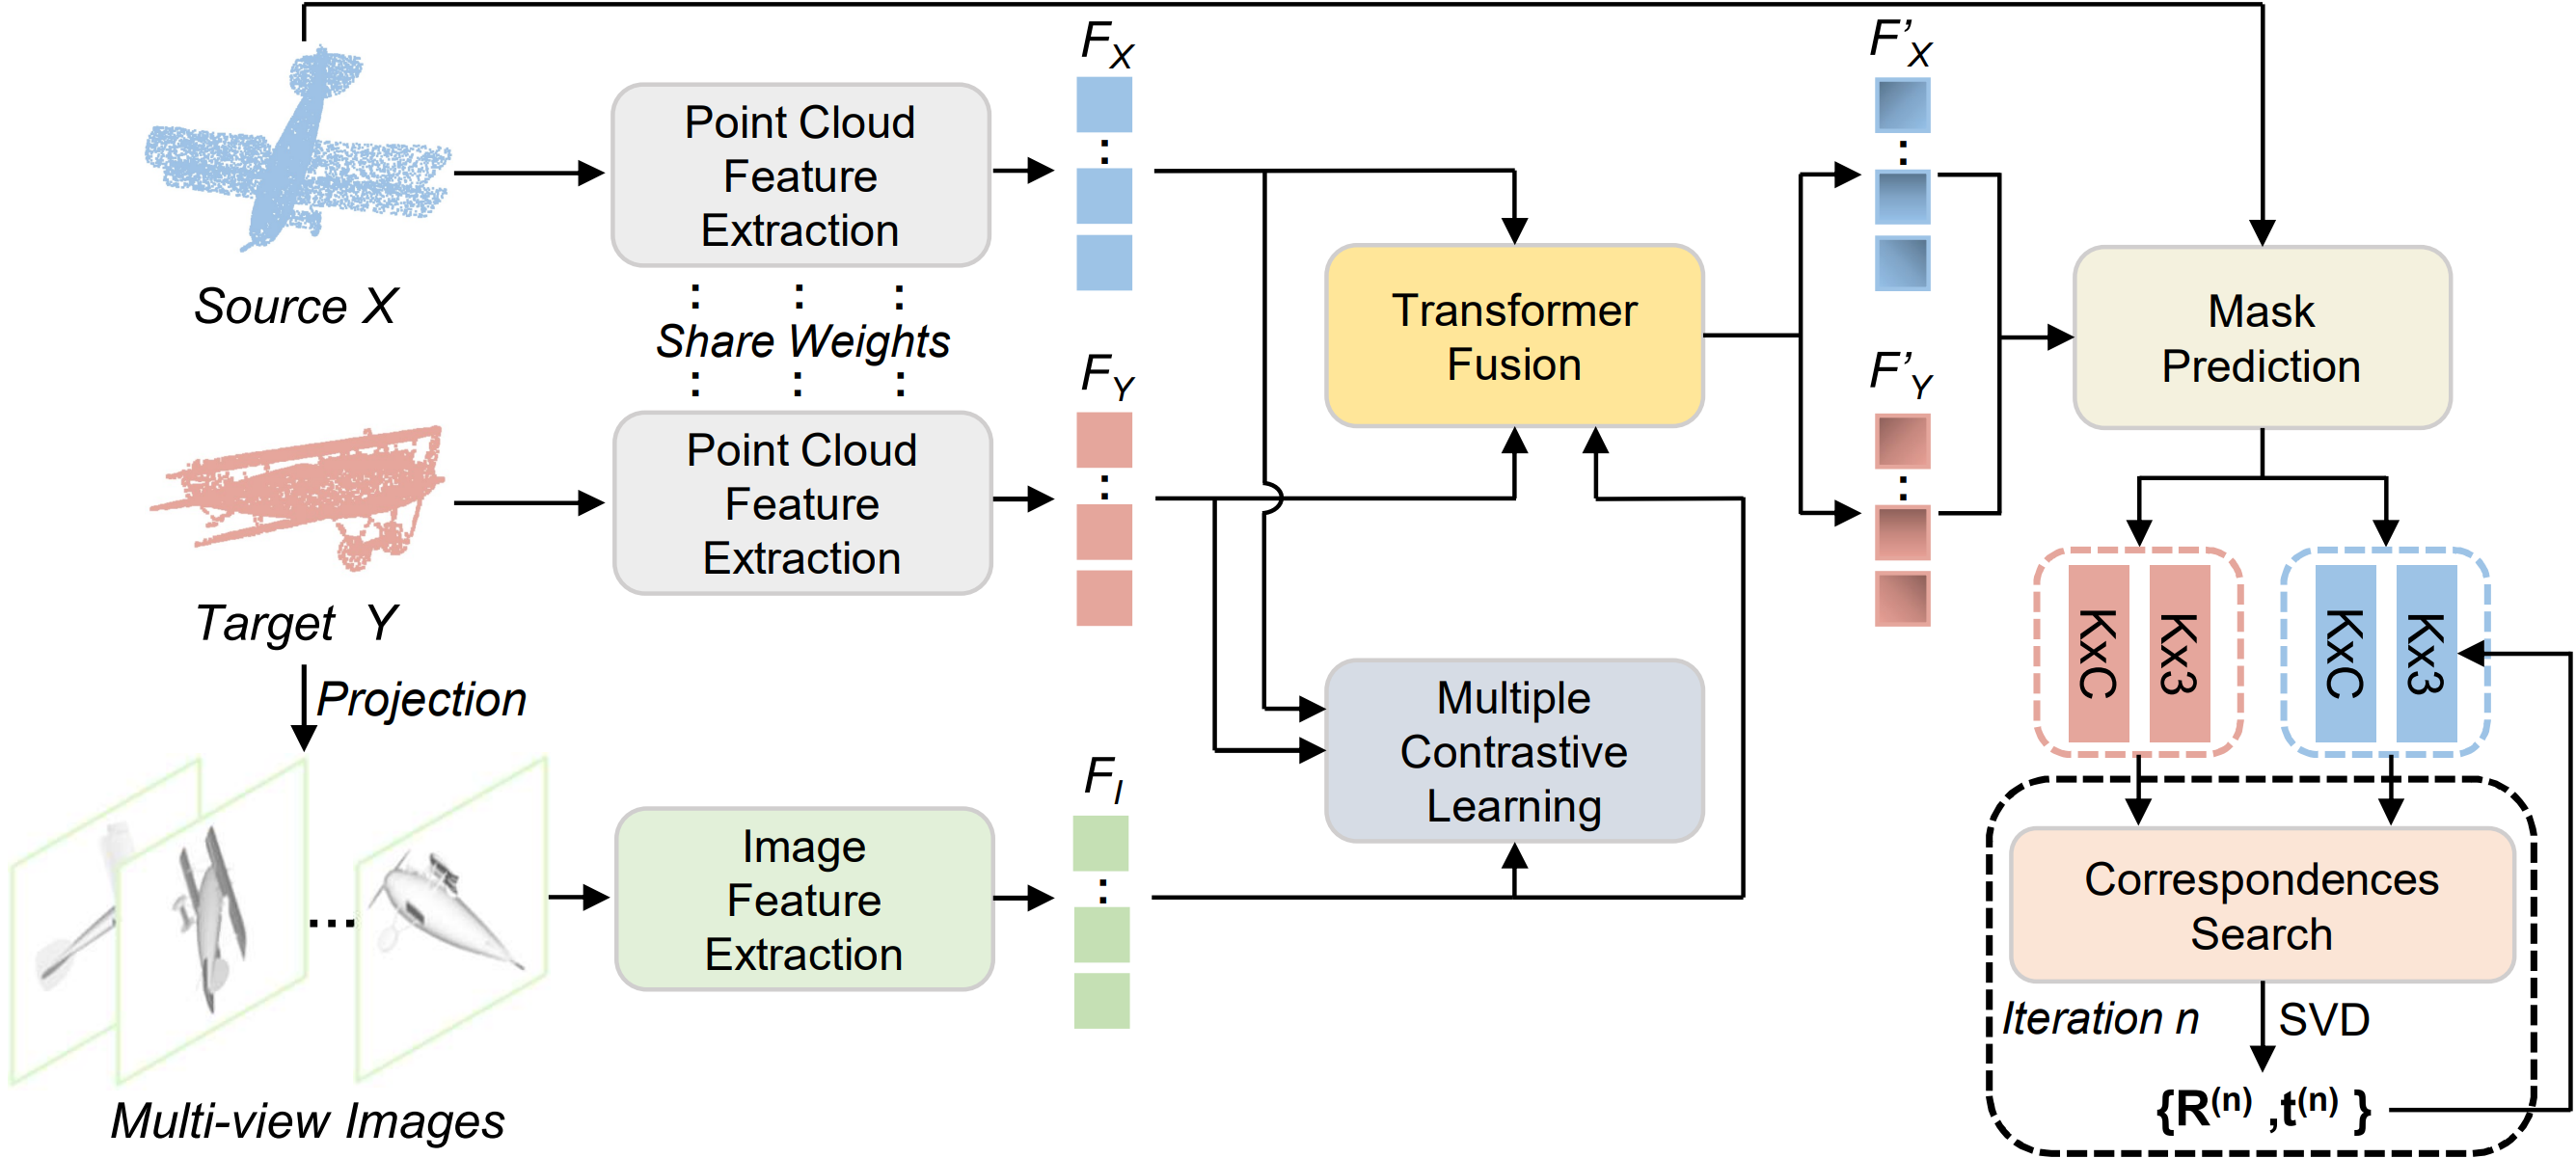 Source X
Point Cloud
Feature
Extraction
F_X
Share Weights
Target Y
Point Cloud
Feature
Extraction
F_Y
Projection
Multi-view Images
Image
Feature
Extraction
F_I
Transformer
Fusion
Multiple
Contrastive
Learning
F'_X
F'_Y
Mask
Prediction
KxC
Kx3
KxC
Kx3
Correspondences
Search
Iteration n
SVD
{R^(n) ,t^(n) }